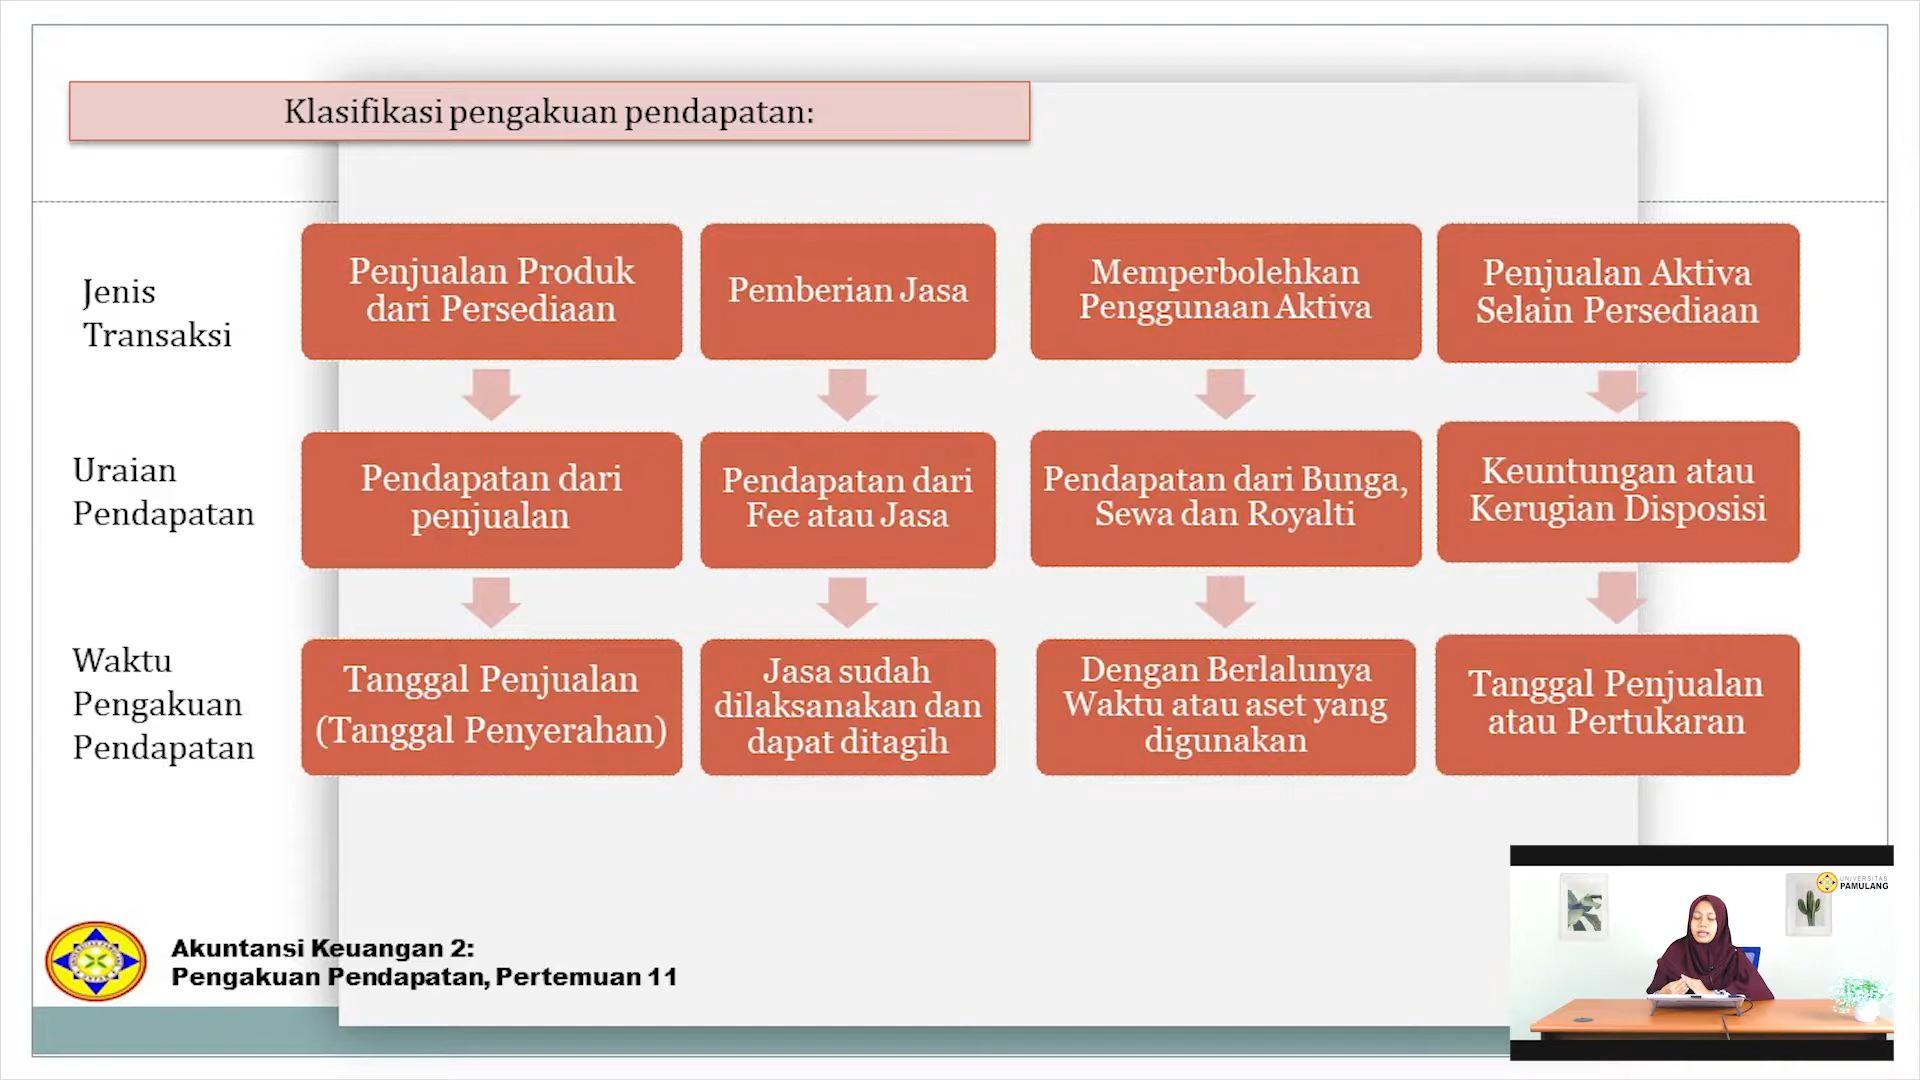 Klasifikasi pengakuan pendapatan:
Jenis
Transaksi
Penjualan Produk
dari Persediaan
Pemberian Jasa
Memperbolehkan
Penggunaan Aktiva
Penjualan Aktiva
Selain Persediaan
Uraian
Pendapatan
Pendapatan dari
penjualan
Pendapatan dari
Fee atau Jasa
Pendapatan dari Bunga,
Sewa dan Royalti
Keuntungan atau
Kerugian Disposisi
Waktu
Pengakuan
Pendapatan
Tanggal Penjualan
(Tanggal Penyerahan)
Jasa sudah
dilaksanakan dan
dapat ditagih
Dengan Berlalunya
Waktu atau aset yang
digunakan
Tanggal Penjualan
atau Pertukaran
Akuntansi Keuangan 2:
Pengakuan Pendapatan, Pertemuan 11
UNIVERSITAS
PAMULANG